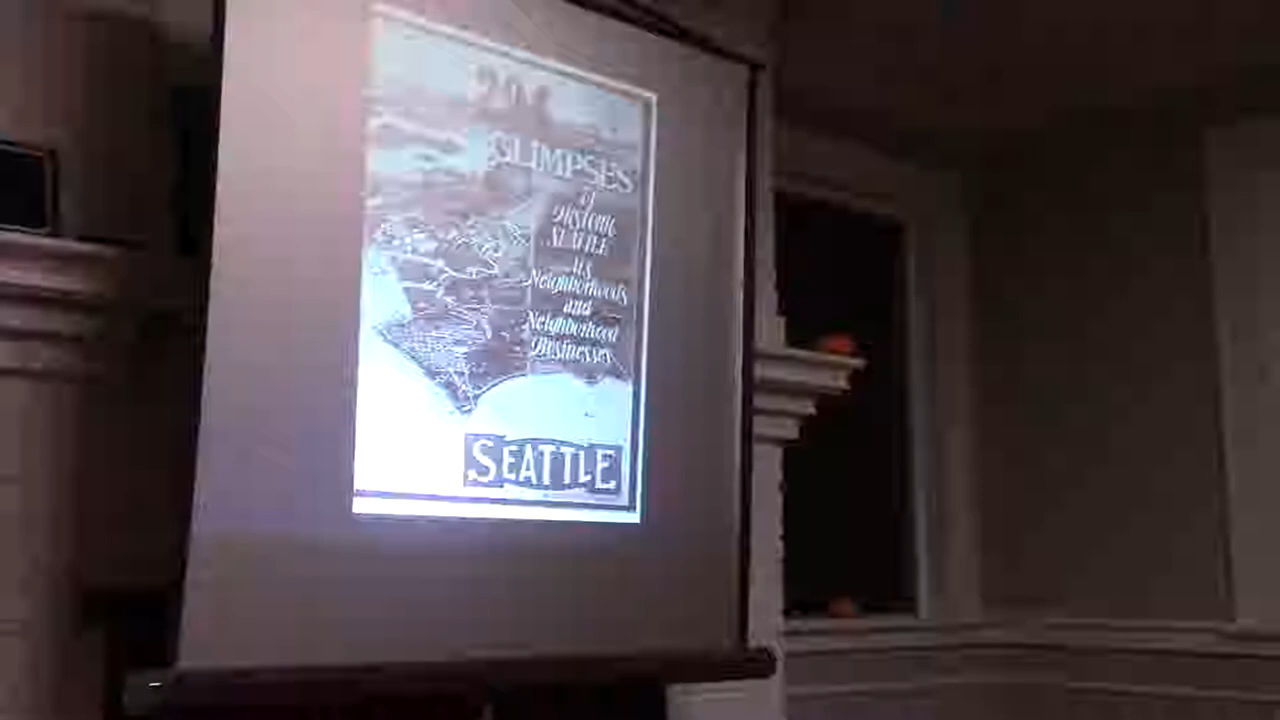 GLIMPSES
of
HISTORIC
SEATTLE
its
Neighborhoods
and
Neighborhood
Businesses
SEATTLE